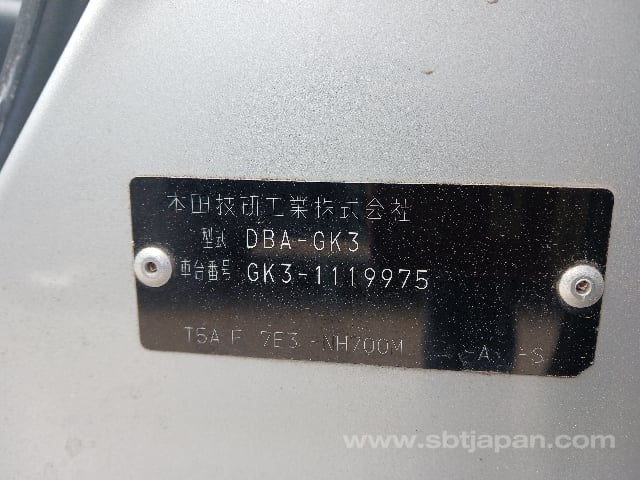 本田技研工業株式会社
型式 DBA-GK3
車台番号 GK3-1119975
T5A F 7E3 -NH700M -A -S
www.sbtjapan.com